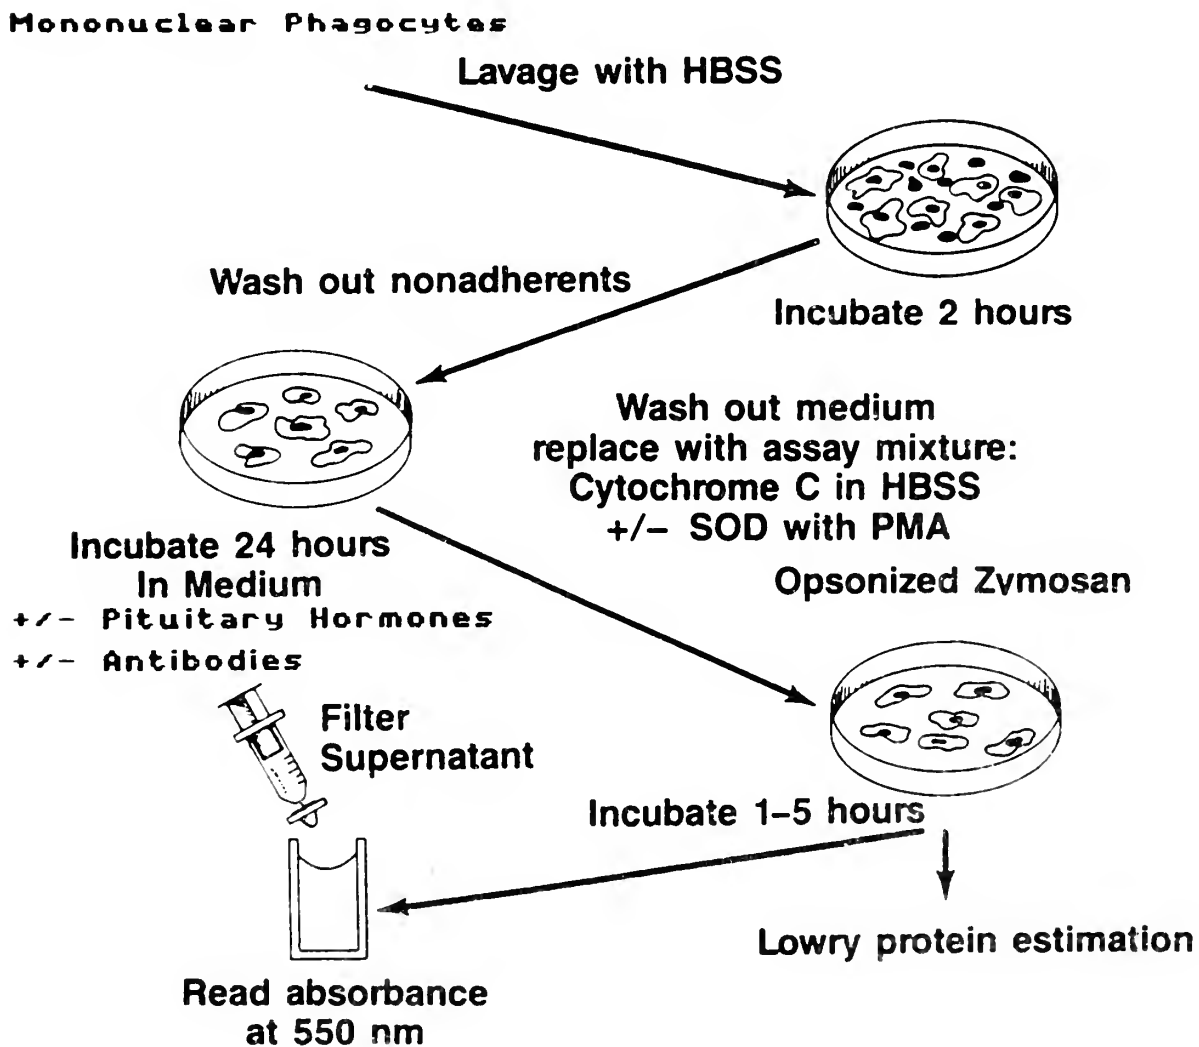 Mononuclear Phagocytes
Lavage with HBSS
Incubate 2 hours
Wash out nonadherents
Wash out medium
replace with assay mixture:
Cytochrome C in HBSS
+/– SOD with PMA
Opsonized Zymosan
Incubate 24 hours
In Medium
+/- Pituitary Hormones
+/- Antibodies
Filter
Supernatant
Incubate 1–5 hours
Lowry protein estimation
Read absorbance
at 550 nm